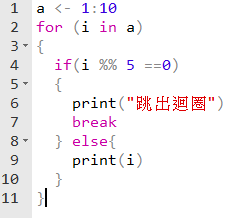 1 a <- 1:10
2 for (i in a)
3 {
4   if(i %% 5 ==0)
5   {
6     print("跳出迴圈")
7     break
8   } else{
9     print(i)
10   }
11 }